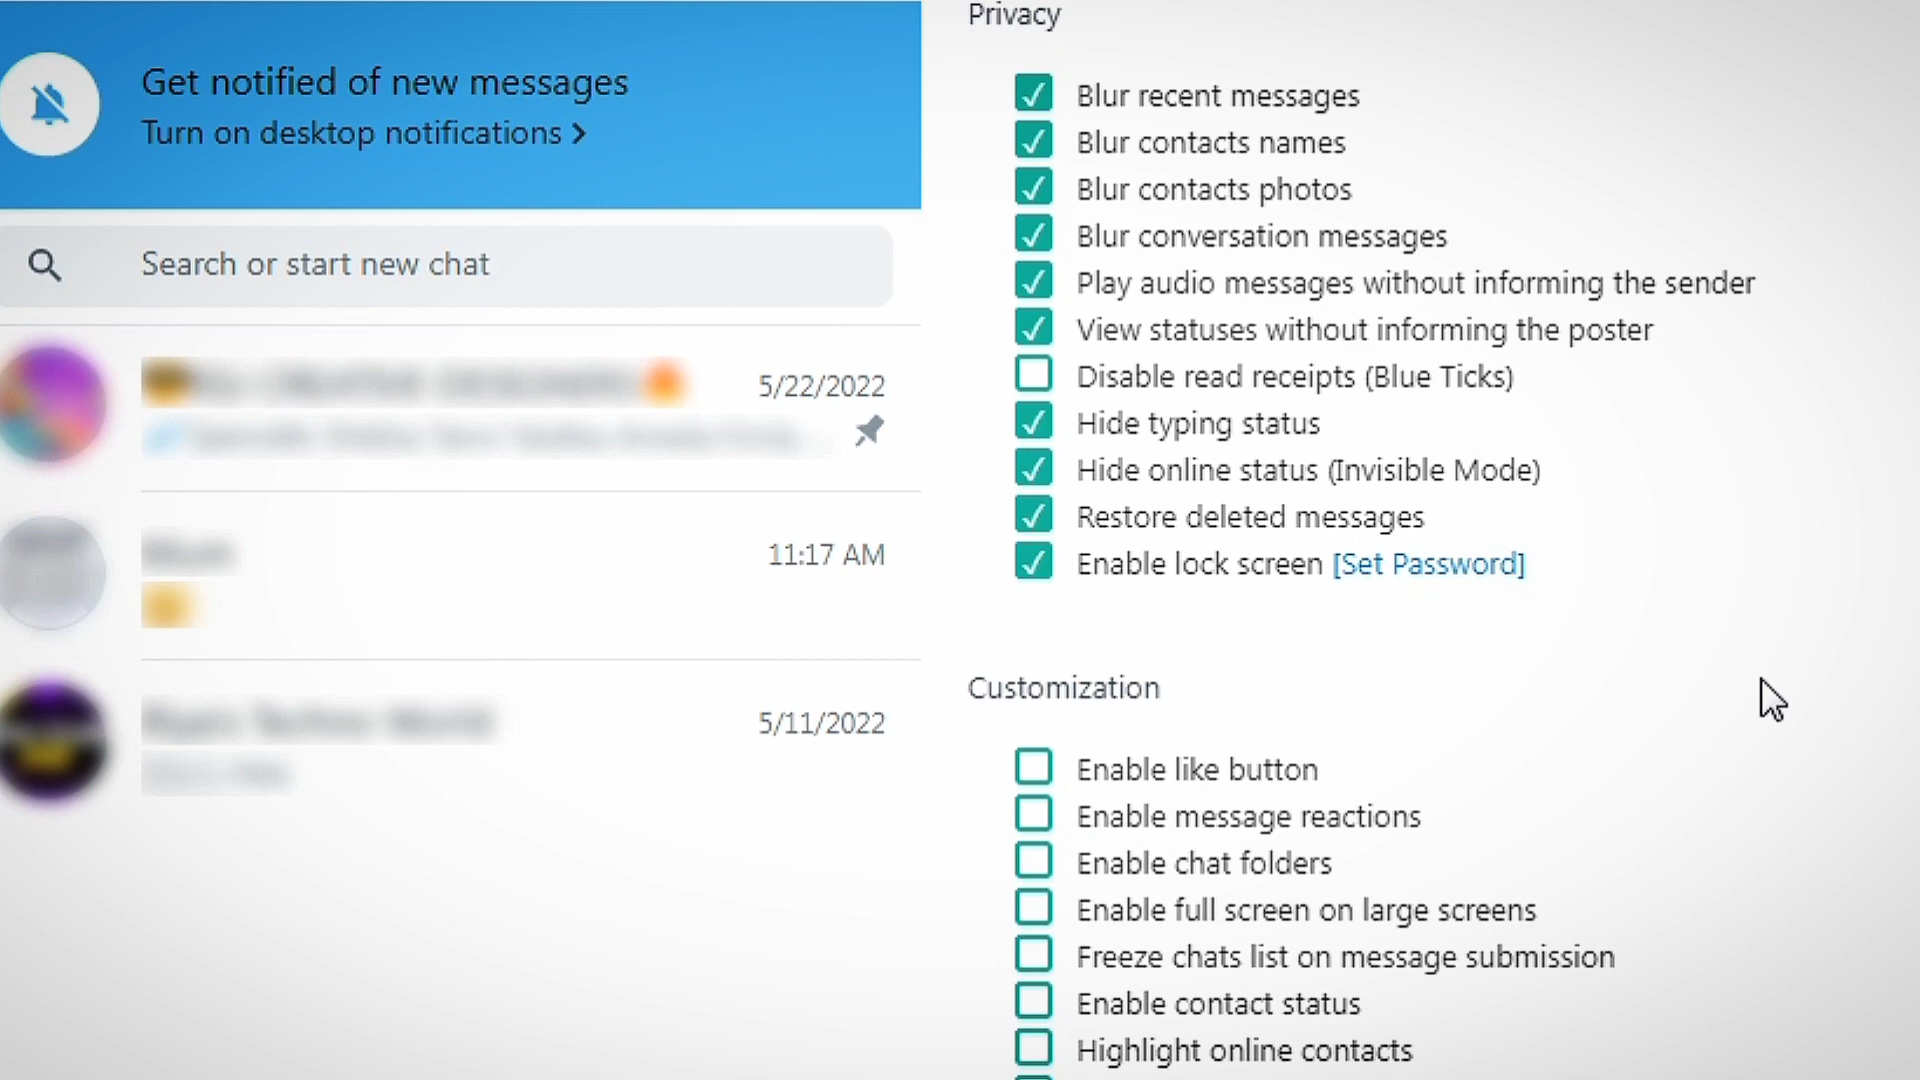 Get notified of new messages
Turn on desktop notifications >
Search or start new chat
5/22/2022
11:17 AM
5/11/2022
Privacy
Blur recent messages
Blur contacts names
Blur contacts photos
Blur conversation messages
Play audio messages without informing the sender
View statuses without informing the poster
Disable read receipts (Blue Ticks)
Hide typing status
Hide online status (Invisible Mode)
Restore deleted messages
Enable lock screen [Set Password]
Customization
Enable like button
Enable message reactions
Enable chat folders
Enable full screen on large screens
Freeze chats list on message submission
Enable contact status
Highlight online contacts